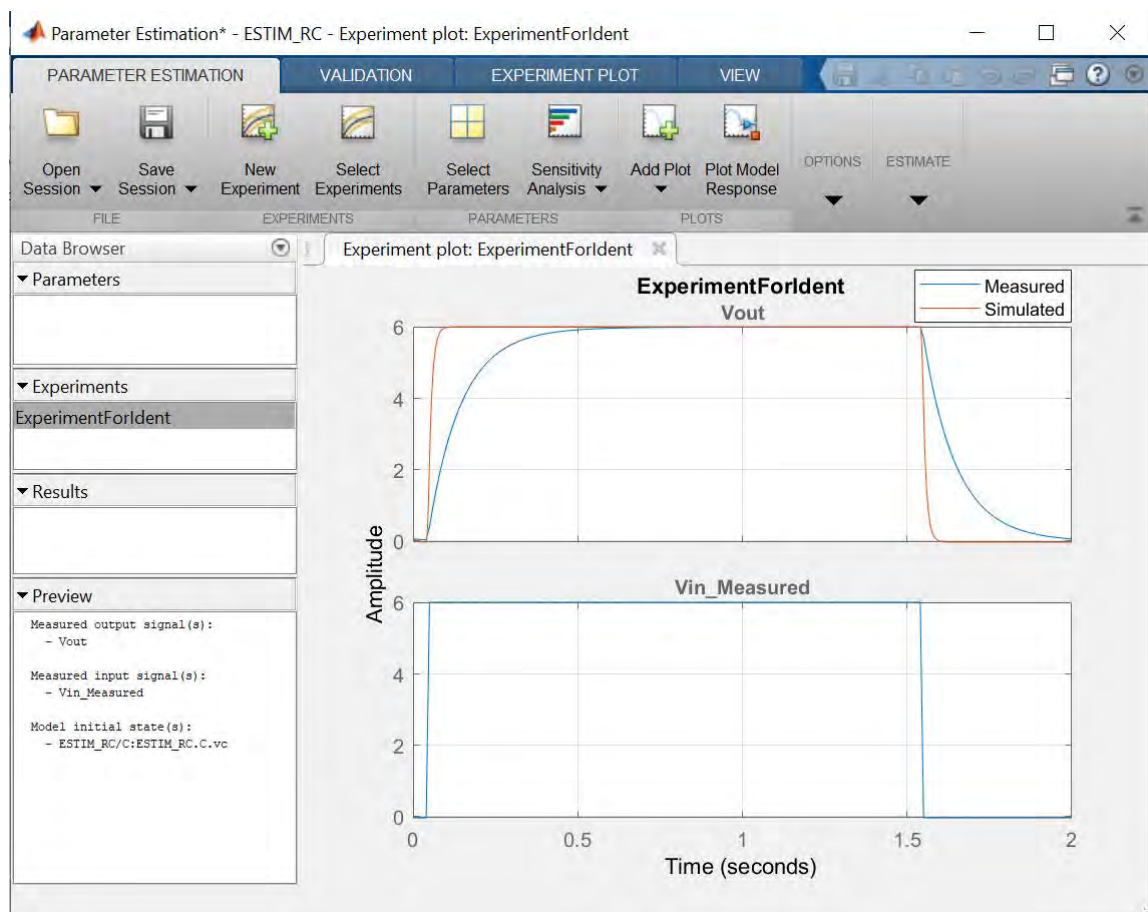 Parameter Estimation* - ESTIM_RC - Experiment plot: ExperimentForIdent
PARAMETER ESTIMATION VALIDATION EXPERIMENT PLOT VIEW
Open Session
Save Session
New Experiment
Select Experiments
Select Parameters
Sensitivity Analysis
Add Plot
Plot Model Response
OPTIONS
ESTIMATE
FILE EXPERIMENTS PARAMETERS PLOTS
Data Browser
Experiment plot: ExperimentForIdent
Parameters
Experiments
ExperimentForIdent
Results
Preview
Measured output signal(s):
- Vout
Measured input signal(s):
- Vin_Measured
Model initial state(s):
- ESTIM_RC/C:ESTIM_RC.C.vc
ExperimentForIdent
Measured
Simulated
Vout
6
4
2
0
Amplitude
Vin_Measured
6
4
2
0
0 0.5 1 1.5 2
Time (seconds)